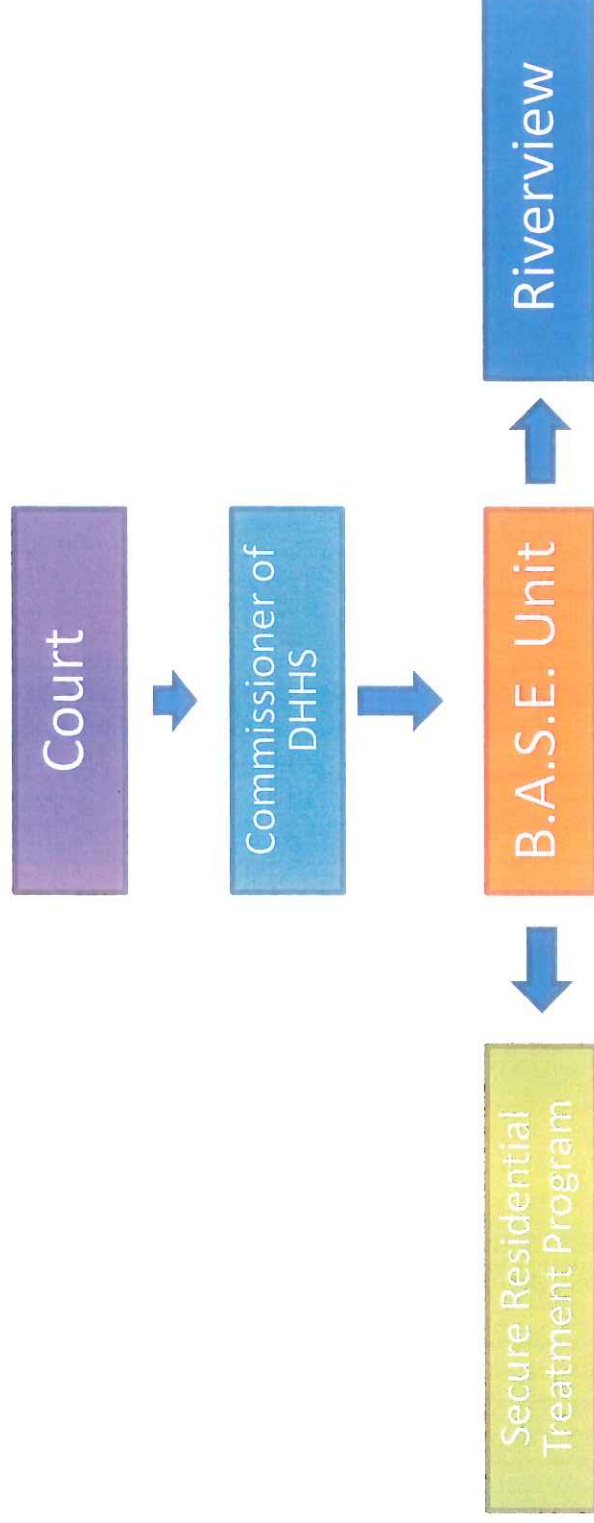 Court
Commissioner of
DHHS
Secure Residential
Treatment Program
B.A.S.E. Unit
Riverview